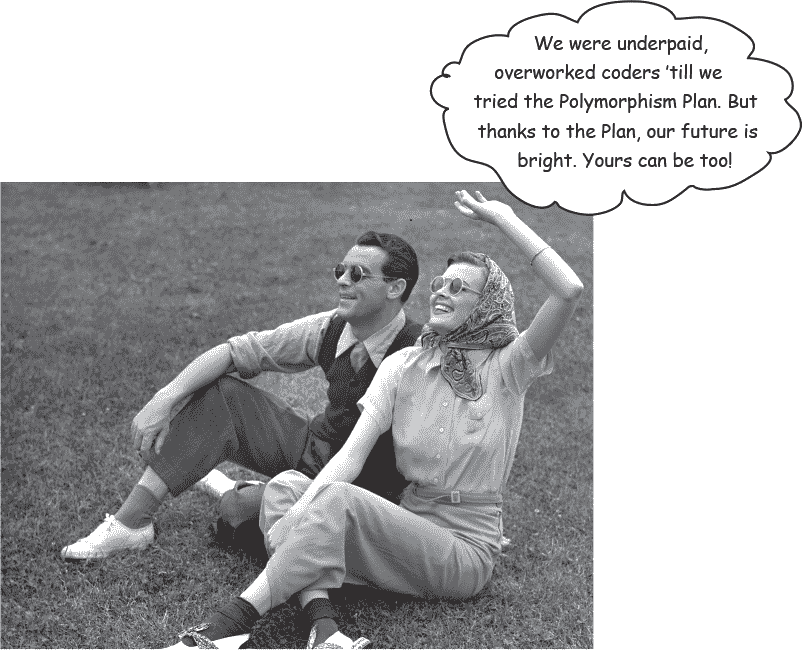 We were underpaid,
overworked coders ’till we
tried the Polymorphism Plan. But
thanks to the Plan, our future is
bright. Yours can be too!